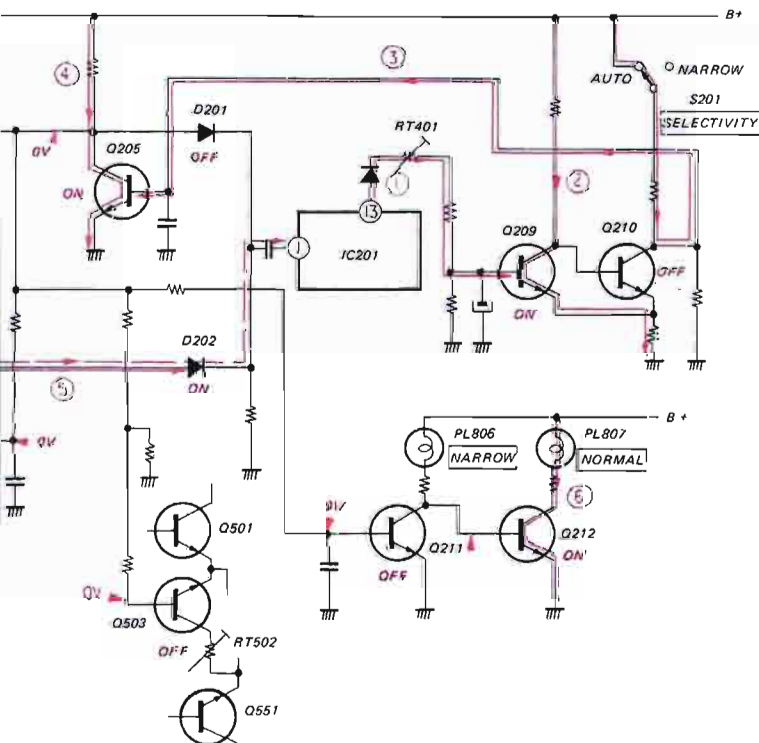 B+
③
④
AUTO
NARROW
S201
SELECTIVITY
D201
OFF
RT401
0V
Q205
ON
①
②
13
1
IC201
Q209
Q210
ON
OFF
D202
ON
⑤
0V
B+
PL806
NARROW
PL807
NORMAL
⑥
0V
Q501
Q211
OFF
Q212
ON
0V
Q503
OFF
RT502
Q551